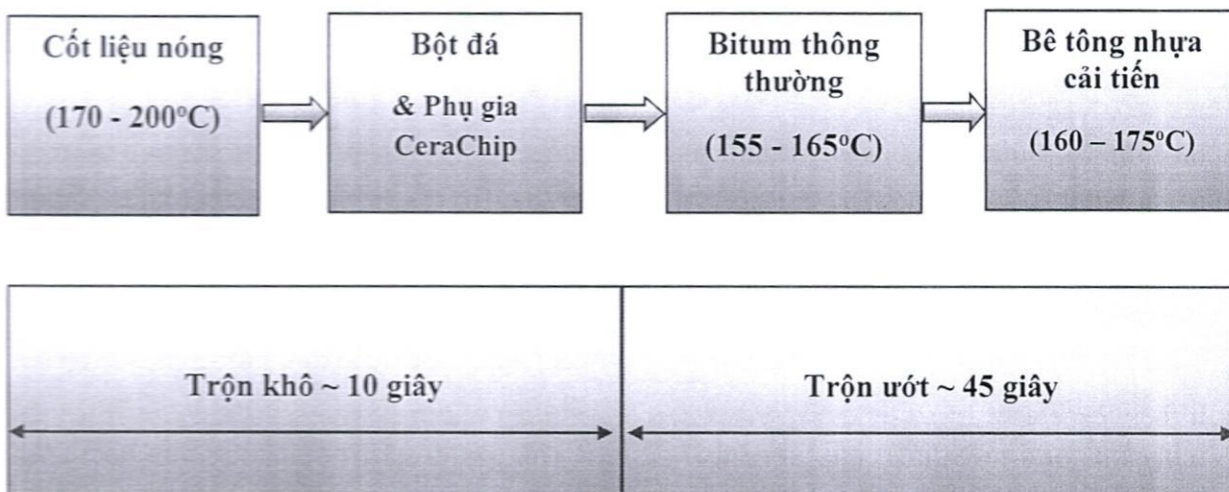 Cốt liệu nóng
(170 - 200°C)
Bột đá
& Phụ gia
CeraChip
Bitum thông
thường
(155 - 165°C)
Bê tông nhựa
cải tiến
(160 – 175°C)
Trộn khô ~ 10 giây
Trộn ướt ~ 45 giây